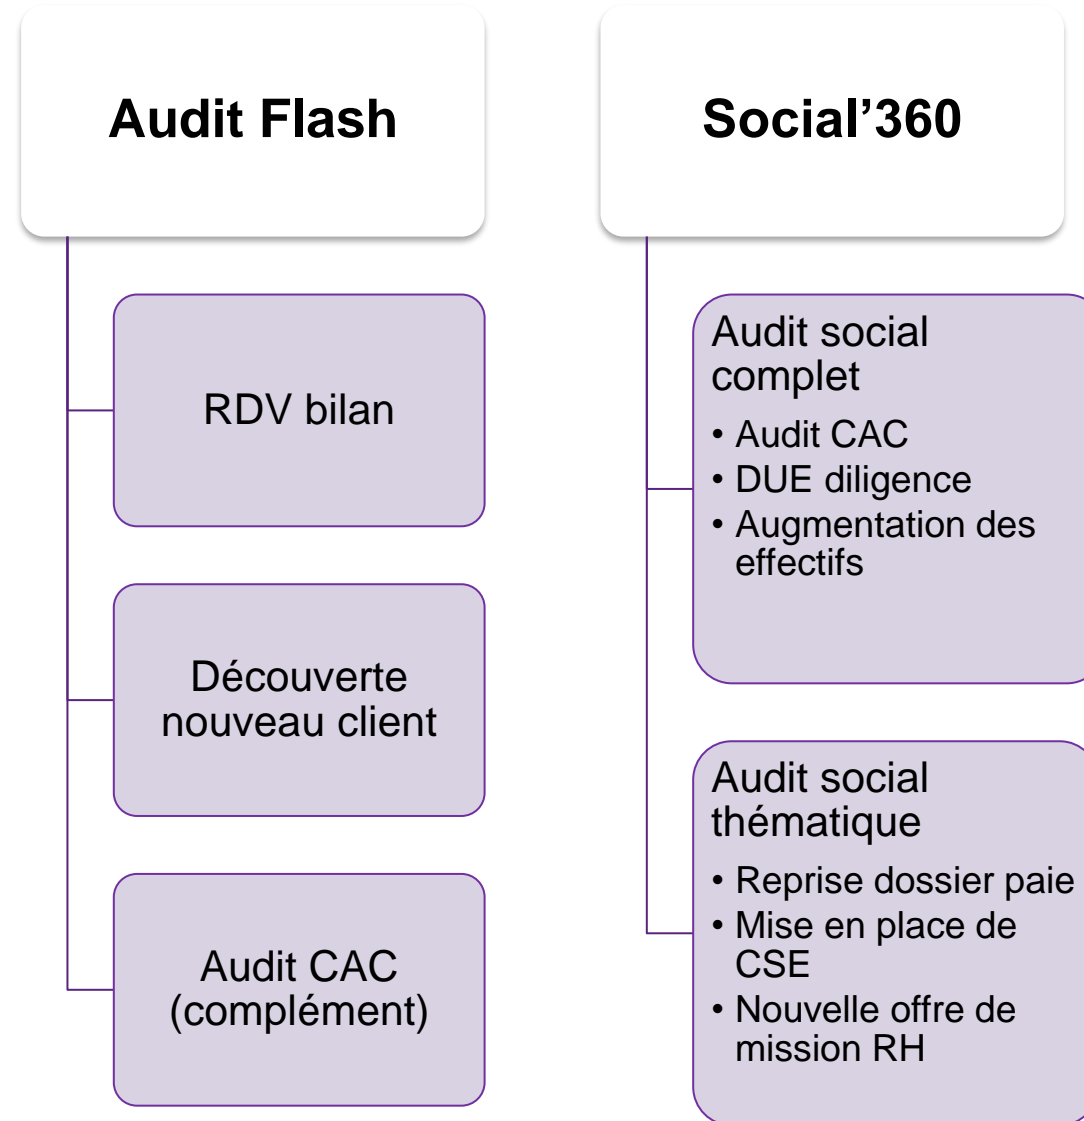 Audit Flash
RDV bilan
Découverte
nouveau client
Audit CAC
(complément)
Social’360
Audit social
complet
• Audit CAC
• DUE diligence
• Augmentation des
effectifs
Audit social
thématique
• Reprise dossier paie
• Mise en place de
CSE
• Nouvelle offre de
mission RH